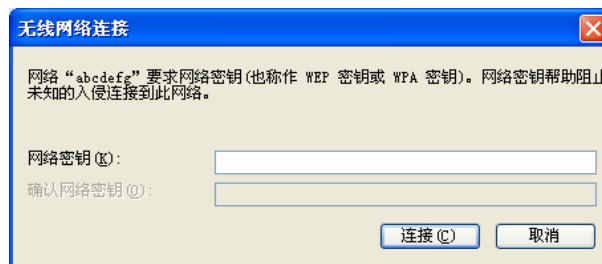 无线网络连接
网络“abcdefg”要求网络密钥(也称作 WEP 密钥或 WPA 密钥)。网络密钥帮助阻止
未知的入侵连接到此网络。
网络密钥(K):
确认网络密钥(O):
连接(C)
取消